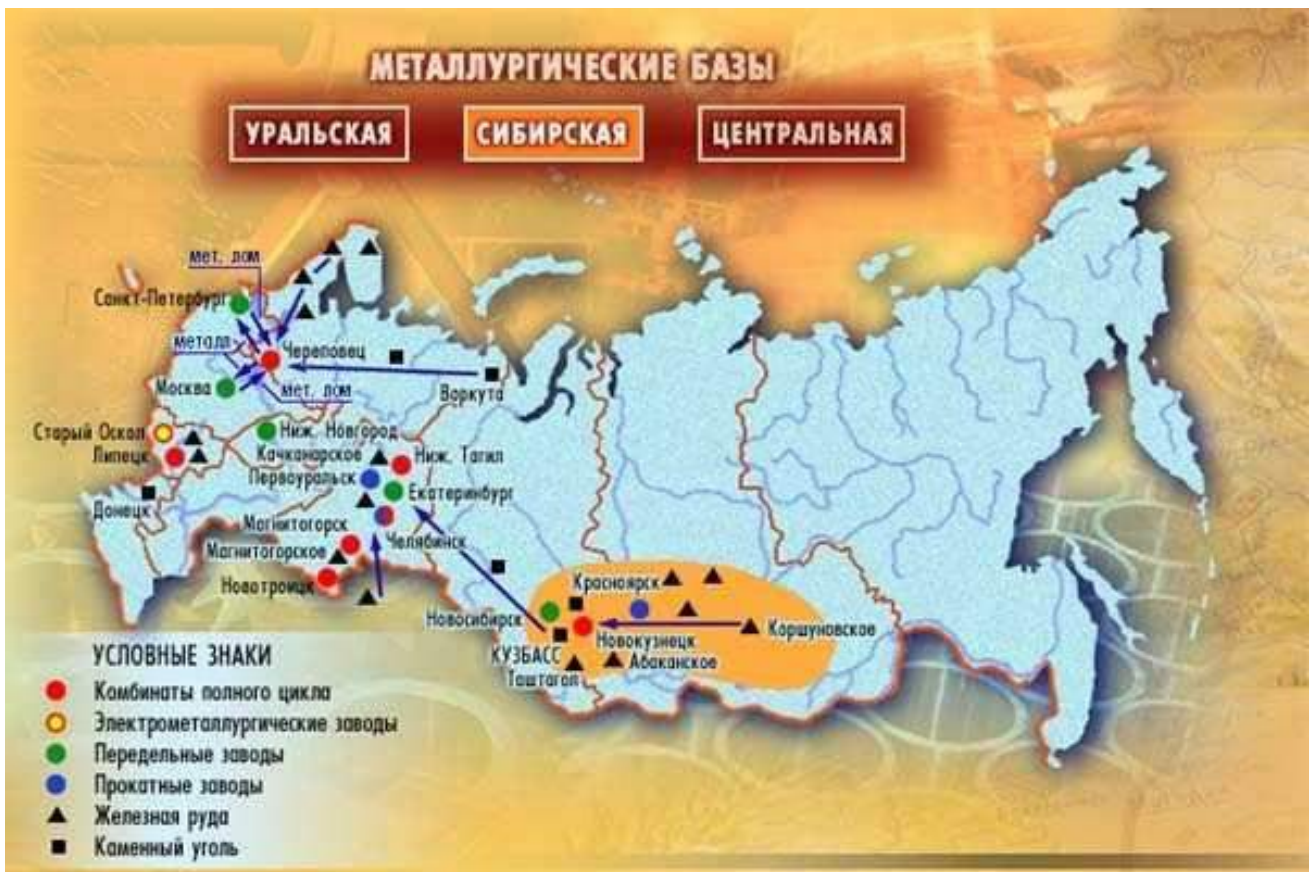 МЕТАЛЛУРГИЧЕСКИЕ БАЗЫ
УРАЛЬСКАЯ
СИБИРСКАЯ
ЦЕНТРАЛЬНАЯ
мет. лом
Санкт-Петербург
металл
Череповец
Москва
мет. лом
Воркута
Старый Оскол
Ниж. Новгород
Липецк
Качканарское
Ниж. Тагил
Первоуральск
Екатеринбург
Донецк
Магнитогорск
Челябинск
Магнитогорское
Новотроицк
Красноярск
Новосибирск
Новокузнецк
Коршуновское
КУЗБАСС
Абаканское
Таштагол
УСЛОВНЫЕ ЗНАКИ
Комбинаты полного цикла
Электрометаллургические заводы
Передельные заводы
Прокатные заводы
Железная руда
Каменный уголь